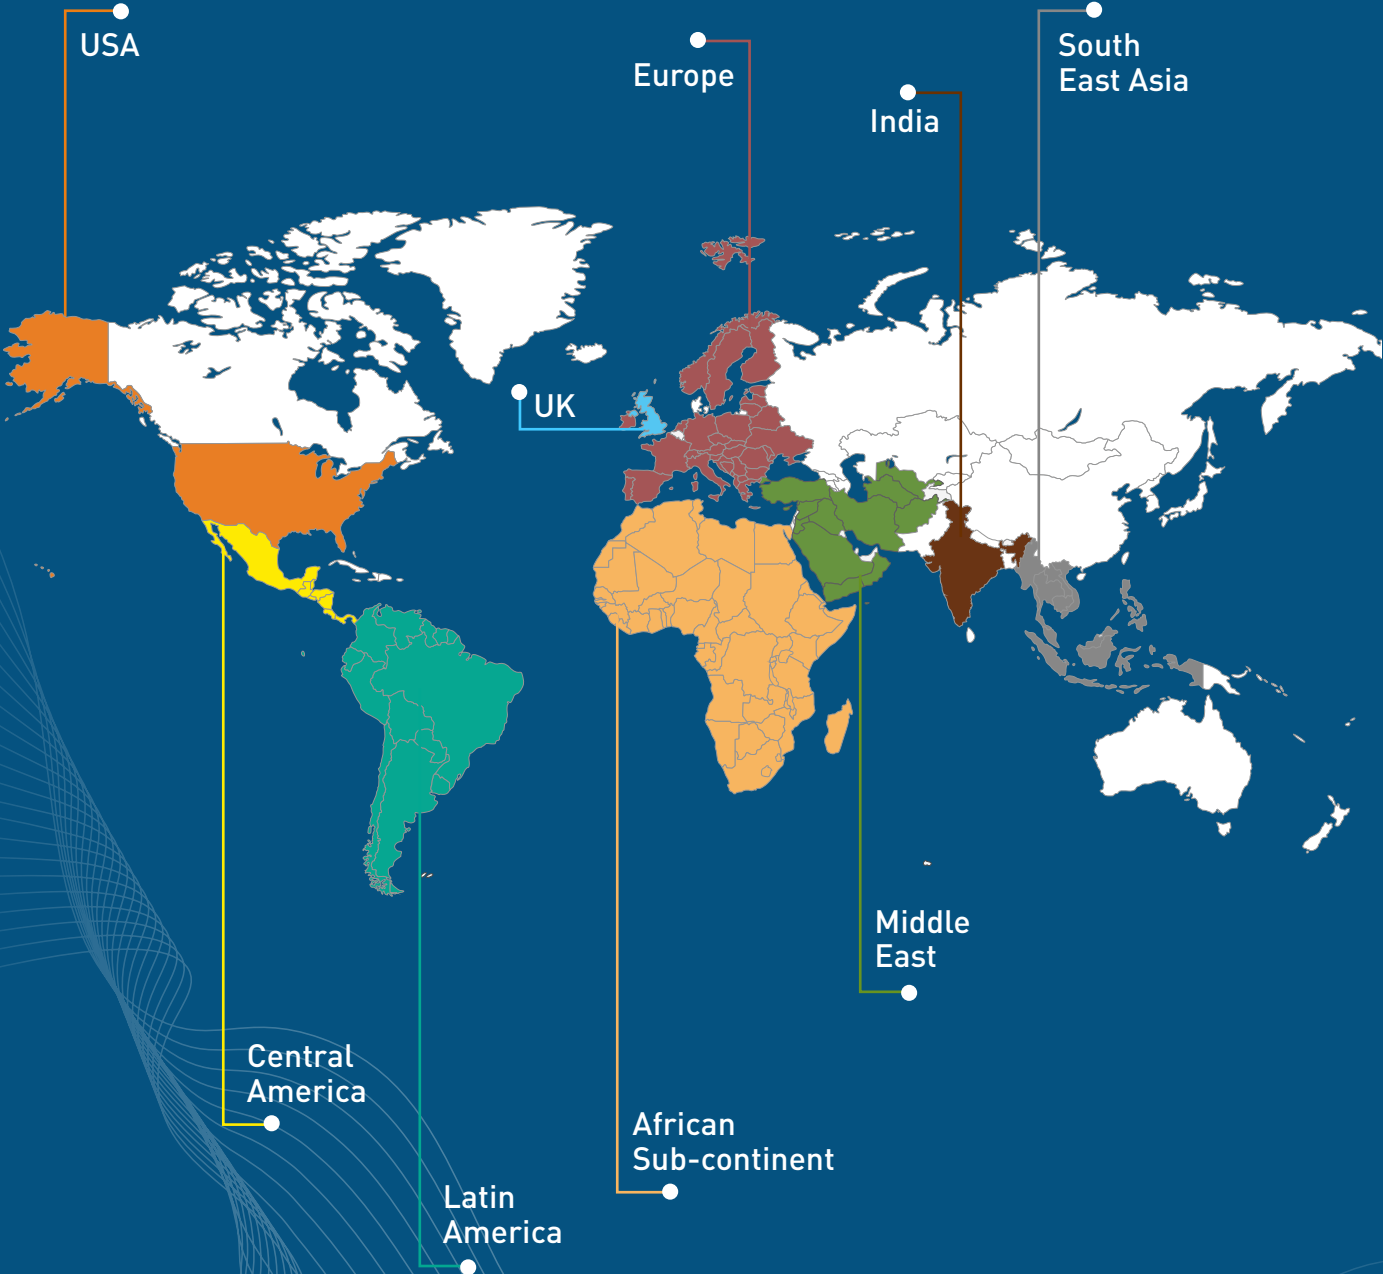 USA
Europe
South
East Asia
India
UK
Middle
East
Central
America
African
Sub-continent
Latin
America